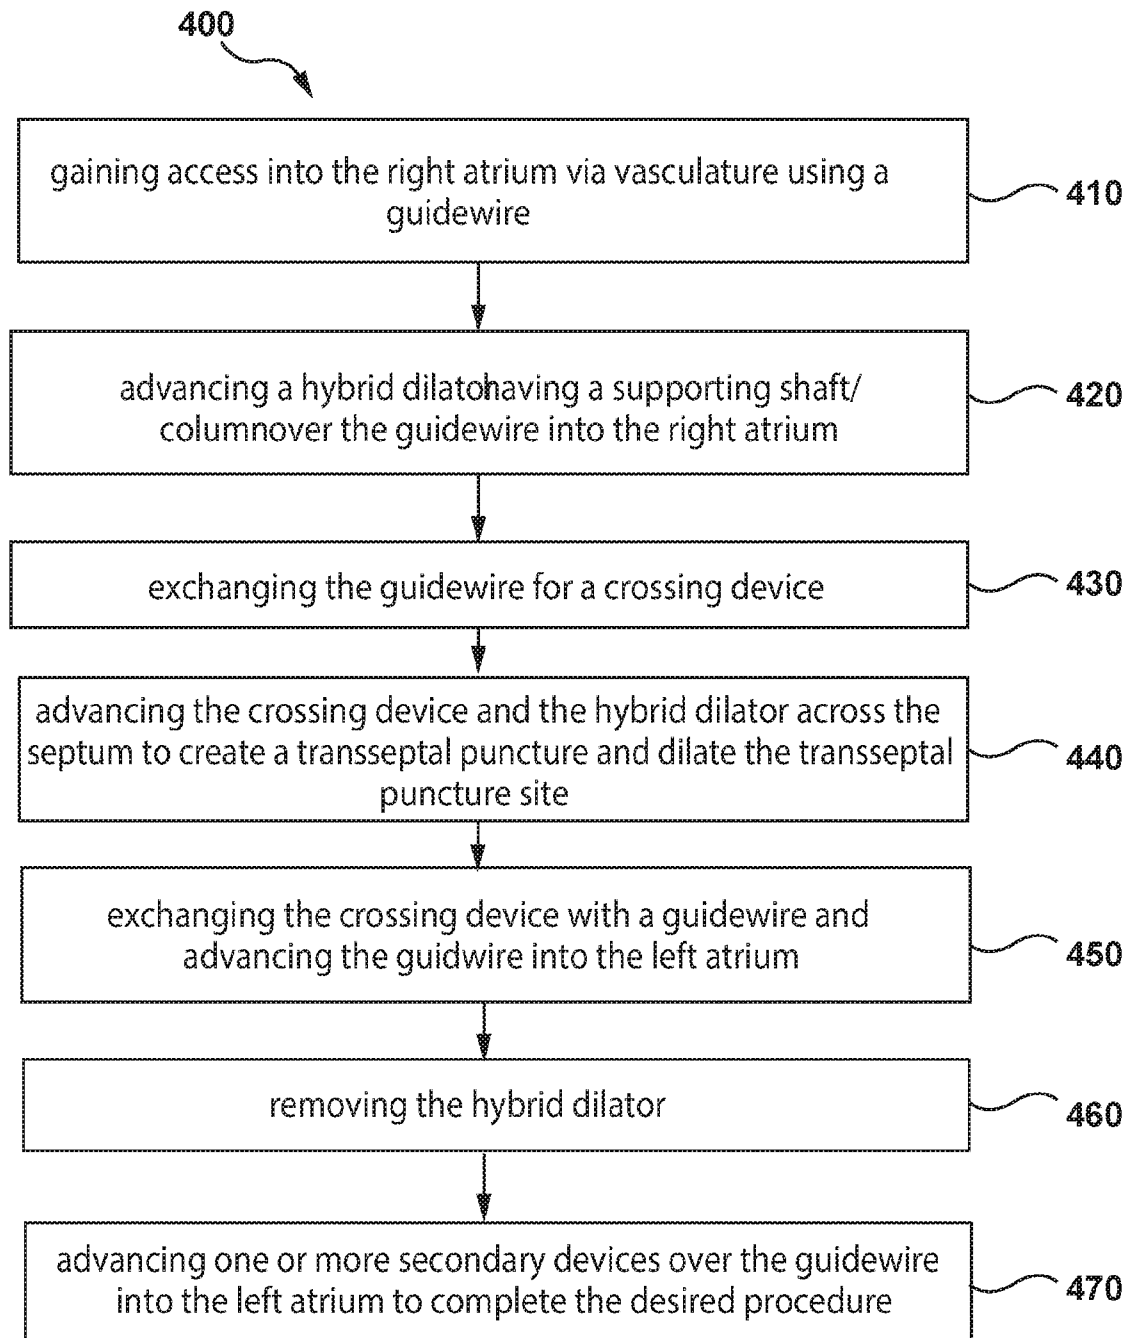 400
gaining access into the right atrium via vasculature using a
guidewire
410
advancing a hybrid dilatohaving a supporting shaft/
columnover the guidewire into the right atrium
420
exchanging the guidewire for a crossing device
430
advancing the crossing device and the hybrid dilator across the
septum to create a transseptal puncture and dilate the transseptal
puncture site
440
exchanging the crossing device with a guidewire and
advancing the guidwire into the left atrium
450
removing the hybrid dilator
460
advancing one or more secondary devices over the guidewire
into the left atrium to complete the desired procedure
470